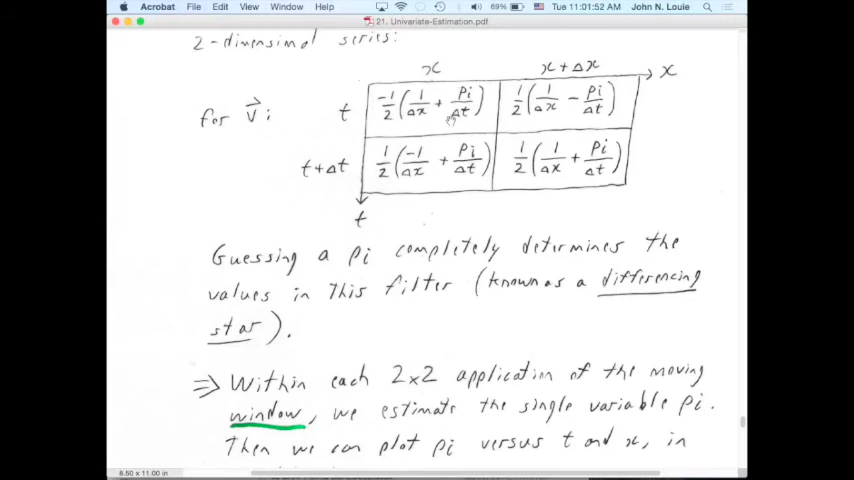 Acrobat File Edit View Window Help 69% Tue 11:01:52 AM John N. Louie
21. Univariate-Estimation.pdf
2-dimensional series:
x x+Δx x
for v⃗: t -1/2(1/Δx + pi/Δt) 1/2(1/Δx - pi/Δt)
t+Δt 1/2(-1/Δx + pi/Δt) 1/2(1/Δx + pi/Δt)
t
Guessing a pi completely determines the
values in this filter (known as a differencing
star).
⇒ Within each 2×2 application of the moving
window, we estimate the single variable pi.
Then we can plot pi versus t and x, in
8.50 x 11.00 in